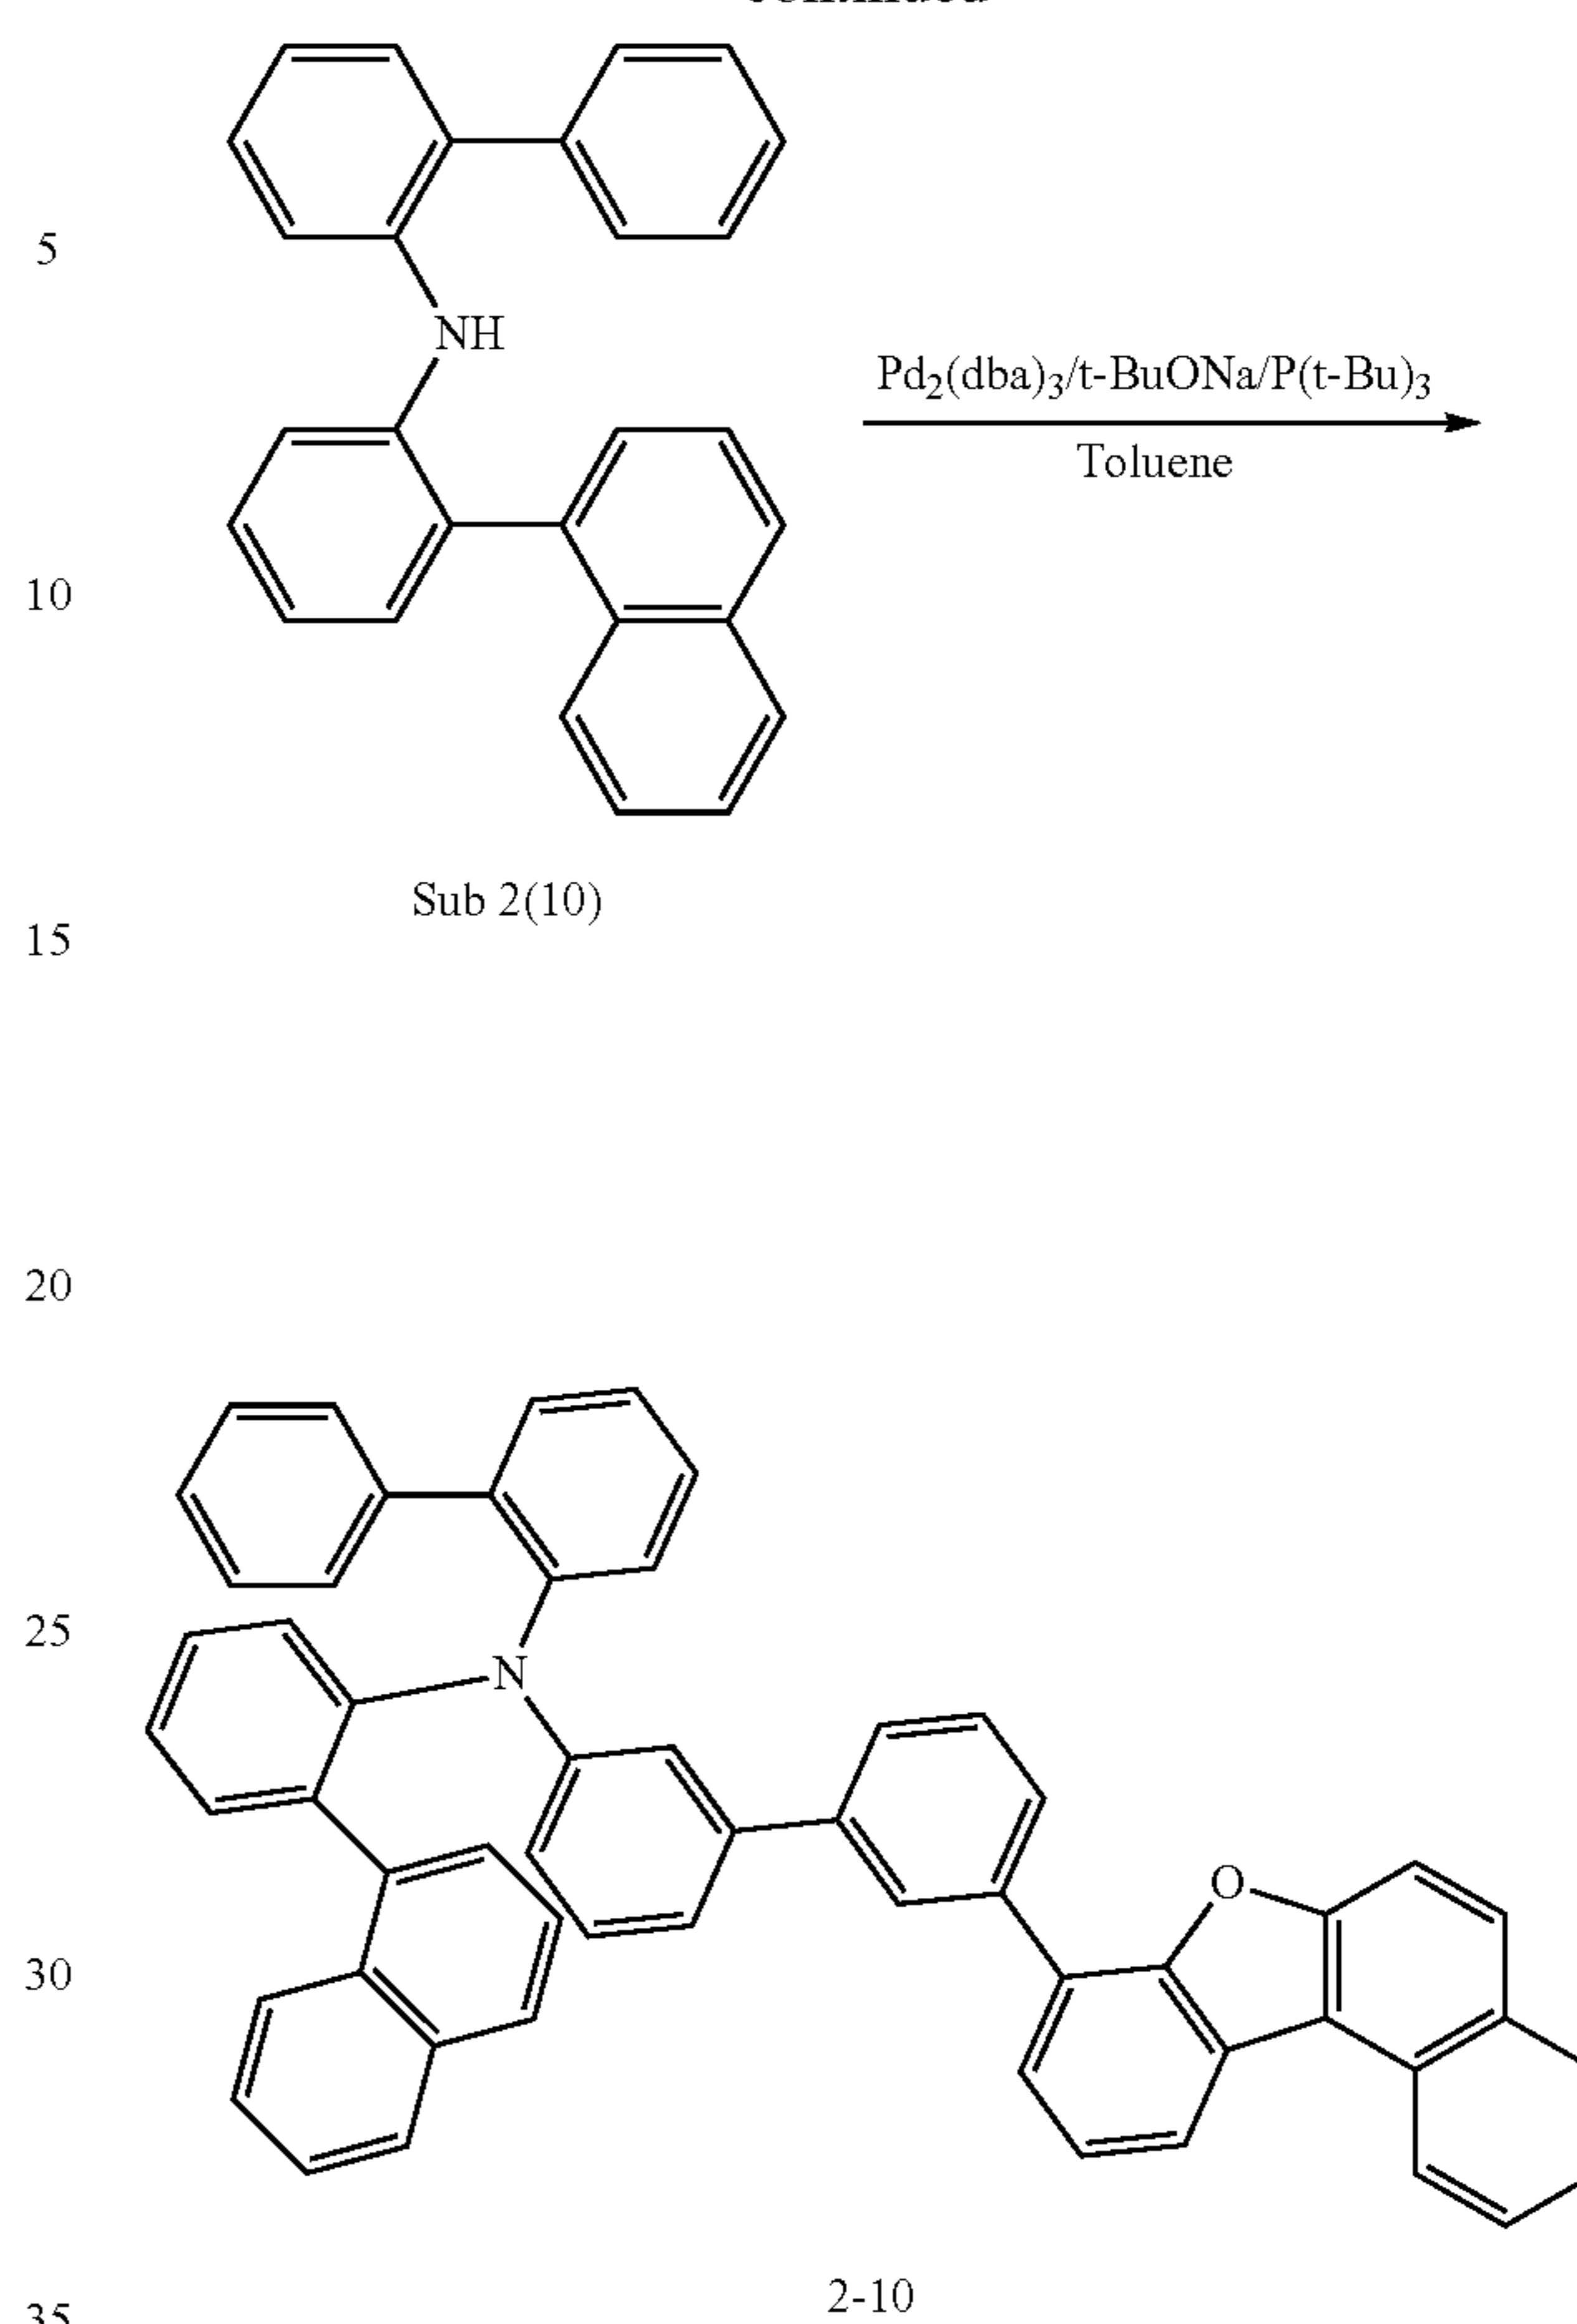 5
NH
Pd2(dba)3/t-BuONa/P(t-Bu)3
Toluene
10
Sub 2(10)
15
20
25
N
O
30
2-10
35